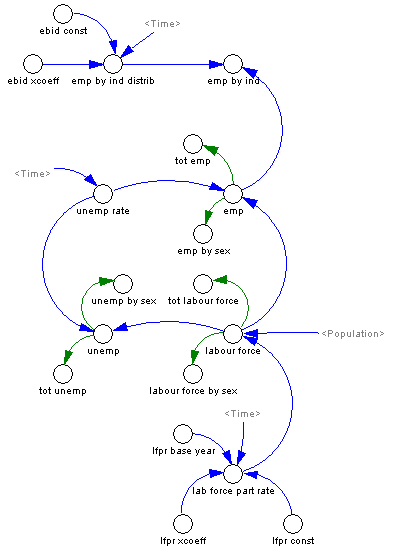 <Time>
ebid const
ebid xcoeff
emp by ind distrib
emp by ind
tot emp
<Time>
unemp rate
emp
emp by sex
unemp by sex
tot labour force
<Population>
unemp
labour force
tot unemp
labour force by sex
<Time>
lfpr base year
lab force part rate
lfpr xcoeff
lfpr const